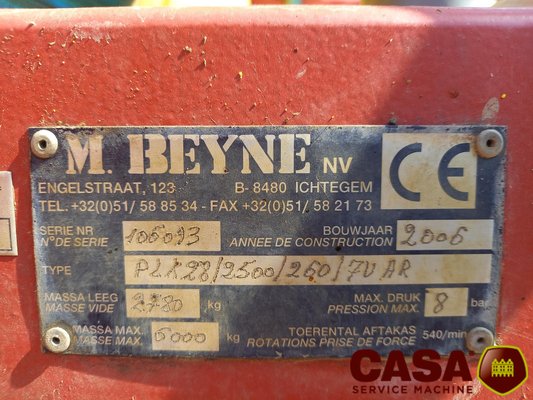 M. BEYNE NV
ENGELSTRAAT, 123 B- 8480 ICHTEGEM
TEL. +32(0)51/ 58 85 34 - FAX +32(0)51/ 58 21 73
CE
SERIE NR
N° DE SERIE 106093
BOUWJAAR
ANNEE DE CONSTRUCTION 2006
TYPE PLK28/2500/260/7V AR
MASSA LEEG
MASSE VIDE 2780 kg
MAX. DRUK
PRESSION MAX. 8 bar
MASSA MAX.
MASSE MAX. 6000 kg
TOERENTAL AFTAKAS
ROTATIONS PRISE DE FORCE 540/min
CASA
SERVICE MACHINE